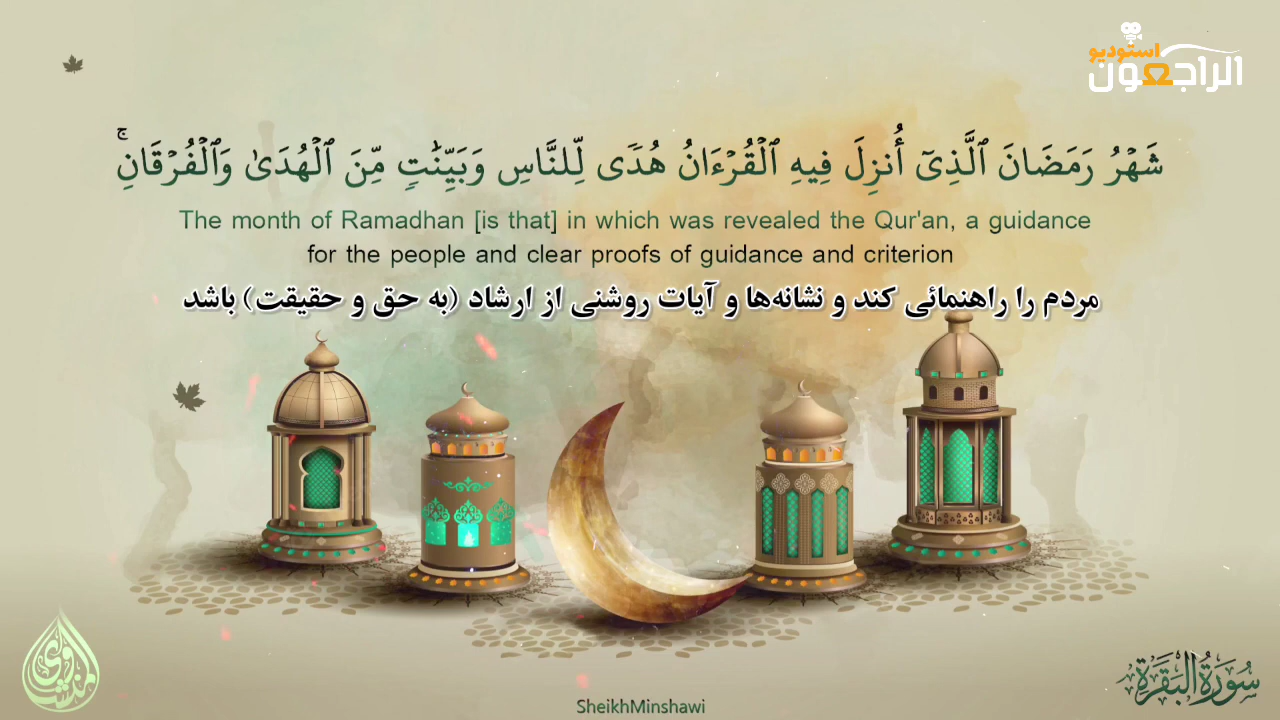 استودیو
الراجعون
شَهْرُ رَمَضَانَ ٱلَّذِىٓ أُنزِلَ فِيهِ ٱلْقُرْءَانُ هُدًى لِّلنَّاسِ وَبَيِّنَـٰتٍ مِّنَ ٱلْهُدَىٰ وَٱلْفُرْقَانِ ۚ
The month of Ramadhan [is that] in which was revealed the Qur'an, a guidance
for the people and clear proofs of guidance and criterion
مردم را راهنمائی کند و نشانه‌ها و آیات روشنی از ارشاد (به حق و حقیقت) باشد
المنشاوي
سُورَةُ البَقَرَةِ
SheikhMinshawi